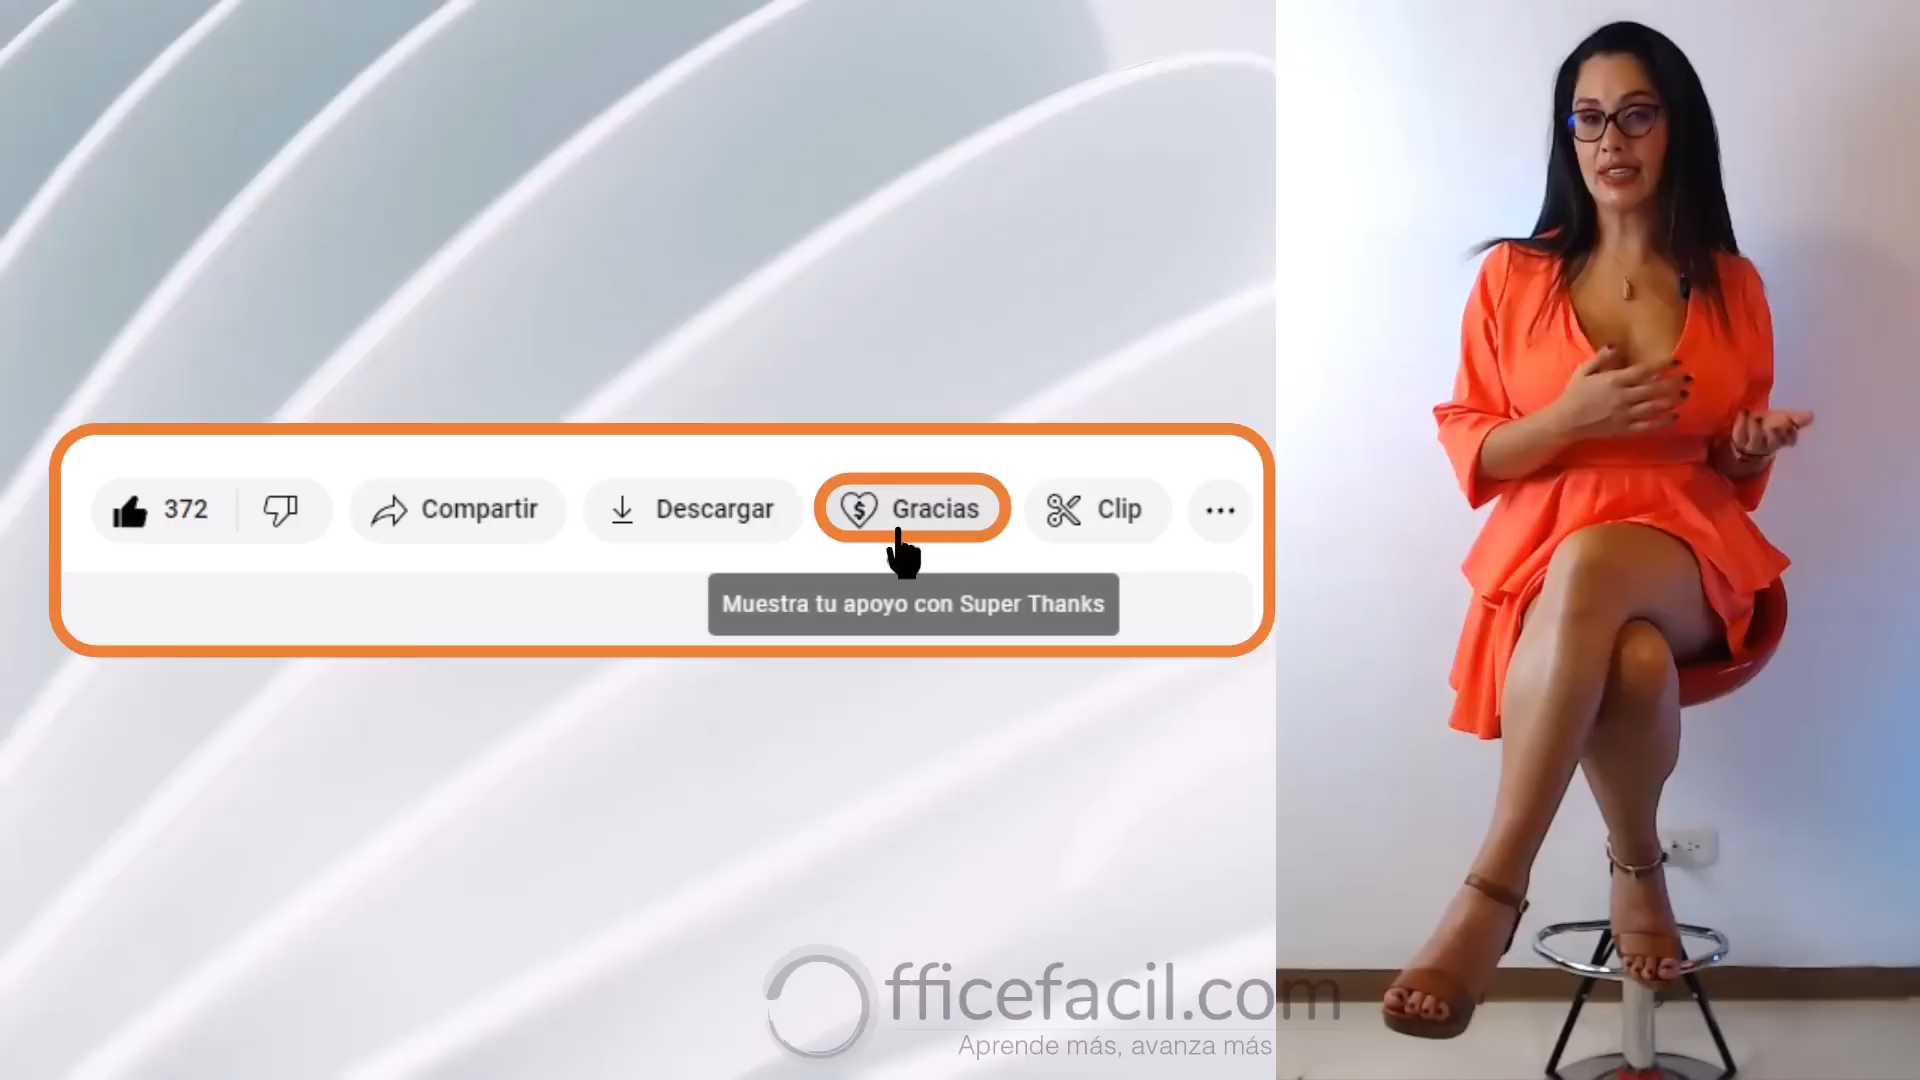 372
Compartir
Descargar
Gracias
Clip
Muestra tu apoyo con Super Thanks
fficefacil.com
Aprende más, avanza más